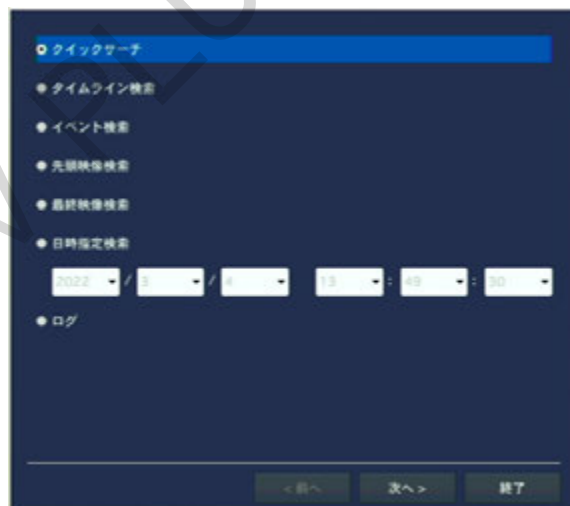 クイックサーチ
タイムライン検索
イベント検索
先頭映像検索
最終映像検索
日時指定検索
2022 / 3 / 4 13 : 49 : 30
ログ
<前へ 次へ> 終了